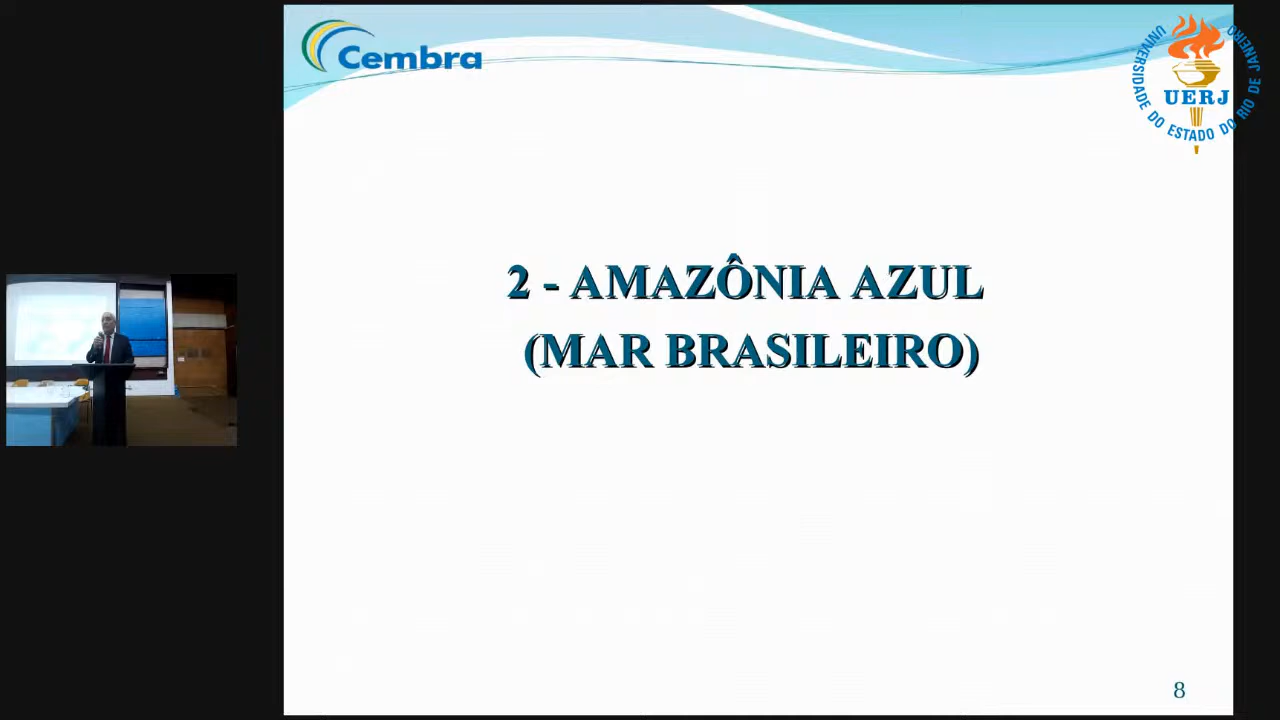 Cembra
UNIVERSIDADE DO ESTADO DO RIO DE JANEIRO
UERJ
2 - AMAZÔNIA AZUL
(MAR BRASILEIRO)
8